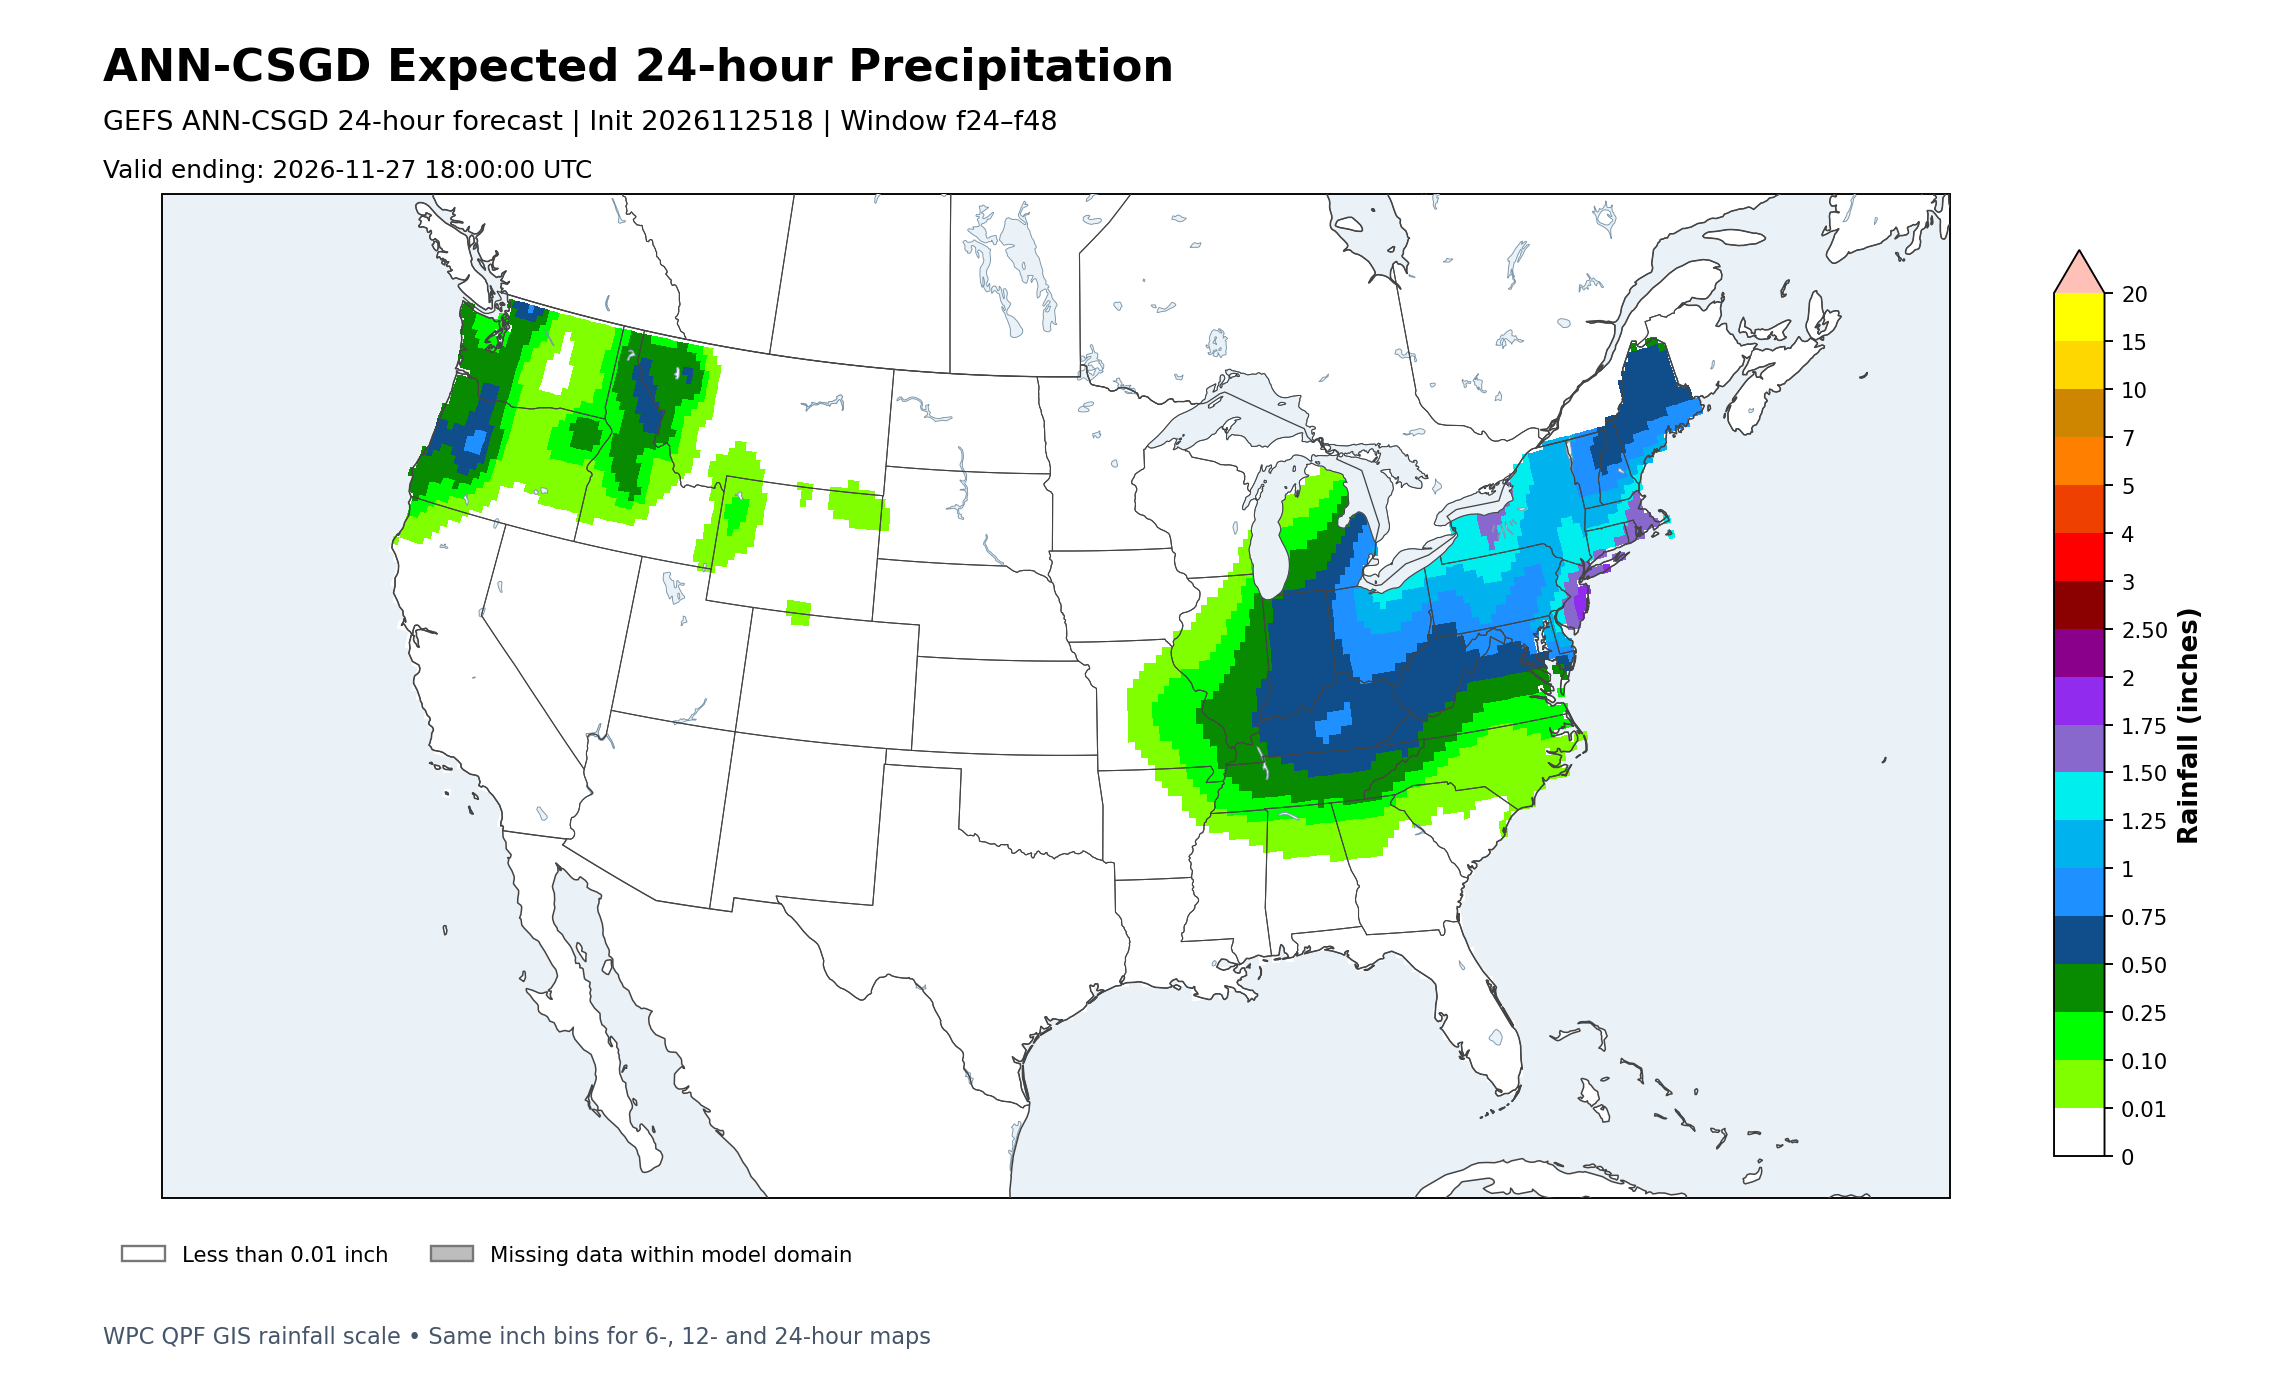 ANN-CSGD Expected 24-hour Precipitation
GEFS ANN-CSGD 24-hour forecast | Init 2026112518 | Window f24–f48
Valid ending: 2026-11-27 18:00:00 UTC
20
15
10
7
5
4
3
2.50
2
1.75
1.50
1.25
1
0.75
0.50
0.25
0.10
0.01
0
Rainfall (inches)
Less than 0.01 inch
Missing data within model domain
WPC QPF GIS rainfall scale • Same inch bins for 6-, 12- and 24-hour maps